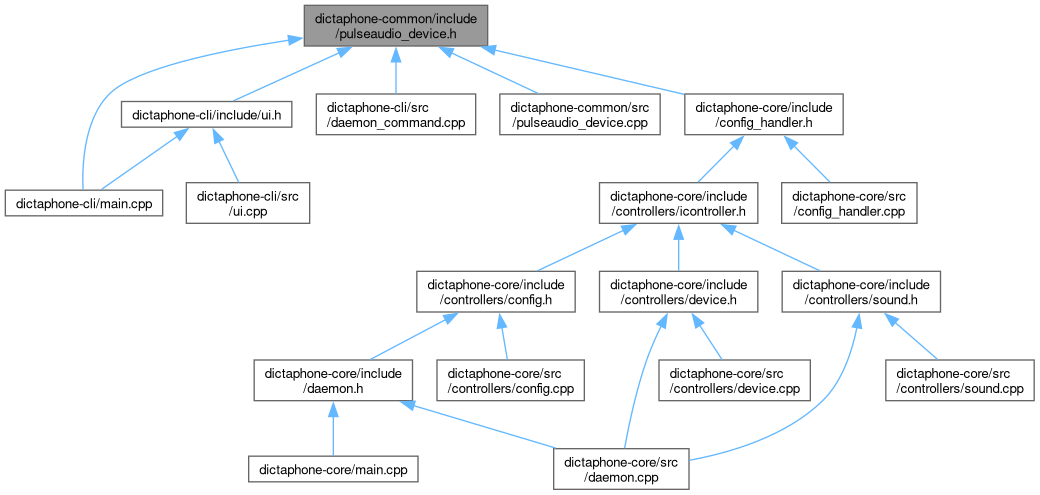 dictaphone-common/include
/pulseaudio_device.h
dictaphone-cli/include/ui.h
dictaphone-cli/src
/daemon_command.cpp
dictaphone-common/src
/pulseaudio_device.cpp
dictaphone-core/include
/config_handler.h
dictaphone-cli/main.cpp
dictaphone-cli/src
/ui.cpp
dictaphone-core/include
/controllers/icontroller.h
dictaphone-core/src
/config_handler.cpp
dictaphone-core/include
/controllers/config.h
dictaphone-core/include
/controllers/device.h
dictaphone-core/include
/controllers/sound.h
dictaphone-core/include
/daemon.h
dictaphone-core/src
/controllers/config.cpp
dictaphone-core/src
/controllers/device.cpp
dictaphone-core/src
/controllers/sound.cpp
dictaphone-core/main.cpp
dictaphone-core/src
/daemon.cpp